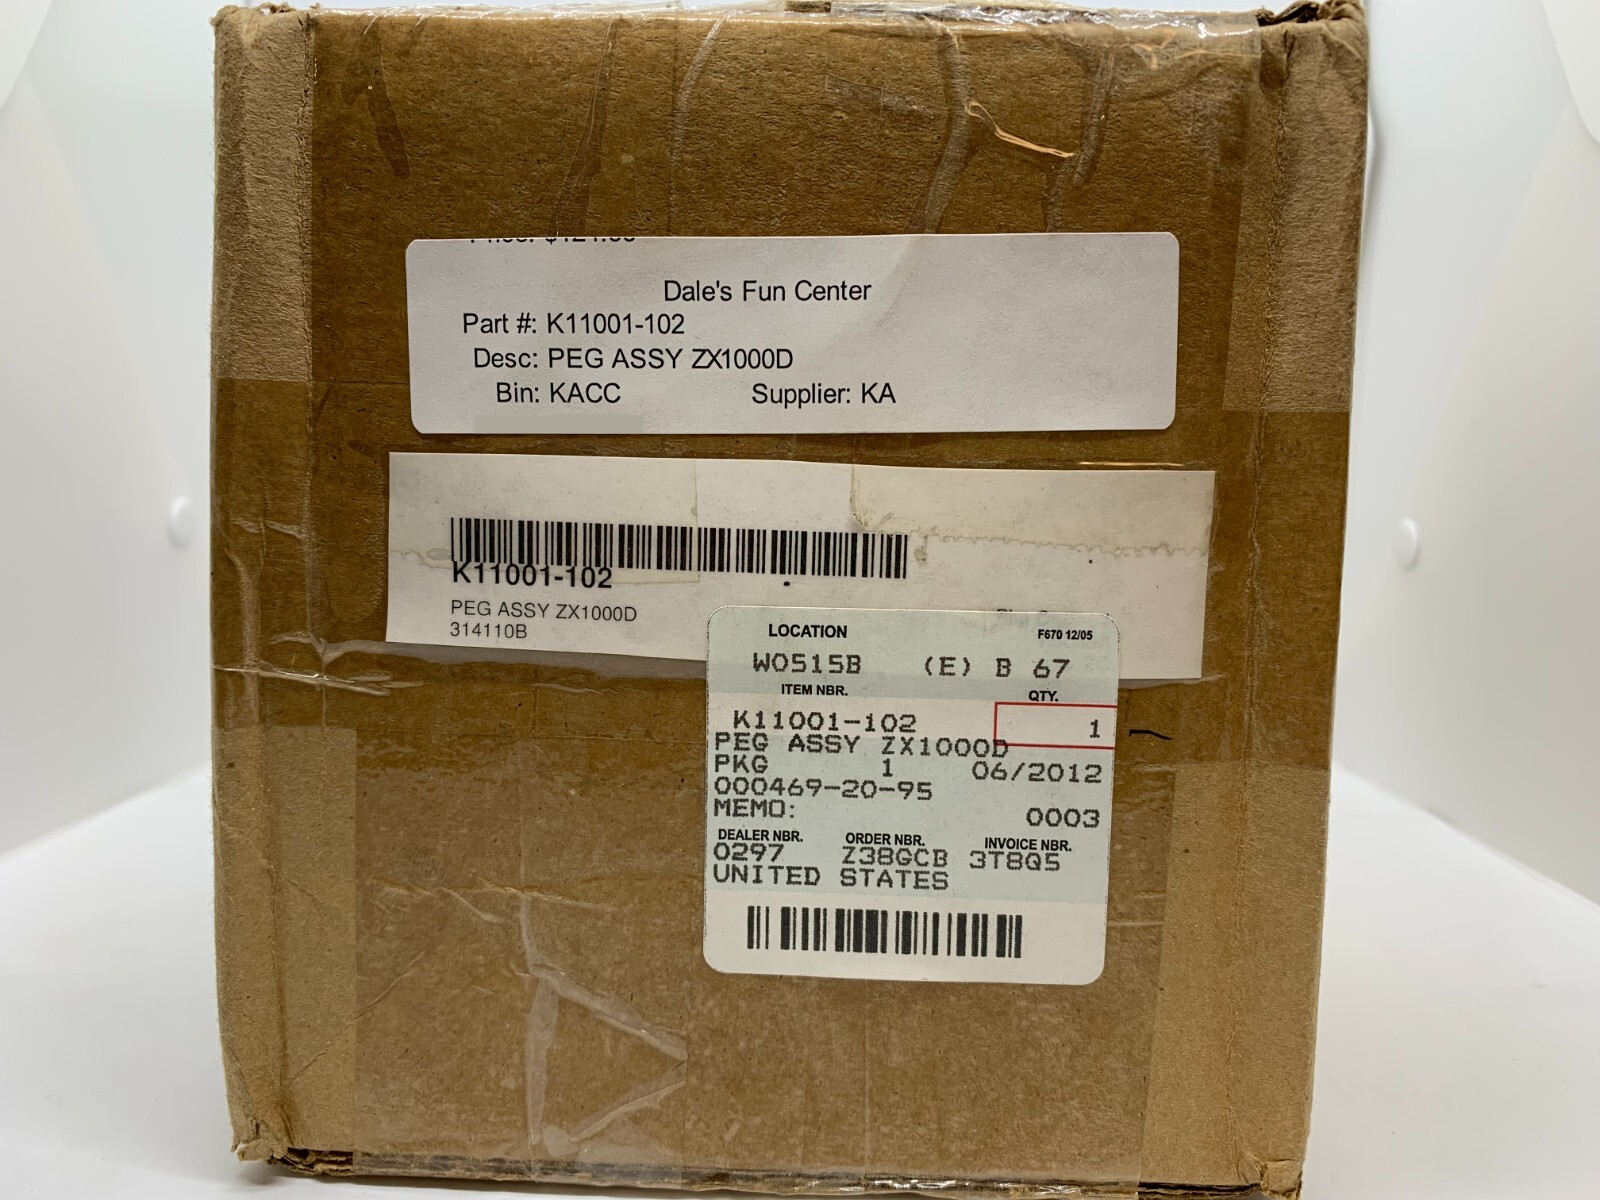 Dale's Fun Center
Part #: K11001-102
Desc: PEG ASSY ZX1000D
Bin: KACC Supplier: KA
K11001-102
PEG ASSY ZX1000D
314110B
LOCATION F670 12/05
W0515B (E) B 67
ITEM NBR. QTY.
K11001-102 1
PEG ASSY ZX1000D
PKG 1 06/2012
000469-20-95
MEMO: 0003
DEALER NBR. ORDER NBR. INVOICE NBR.
0297 Z38GCB 3T8Q5
UNITED STATES